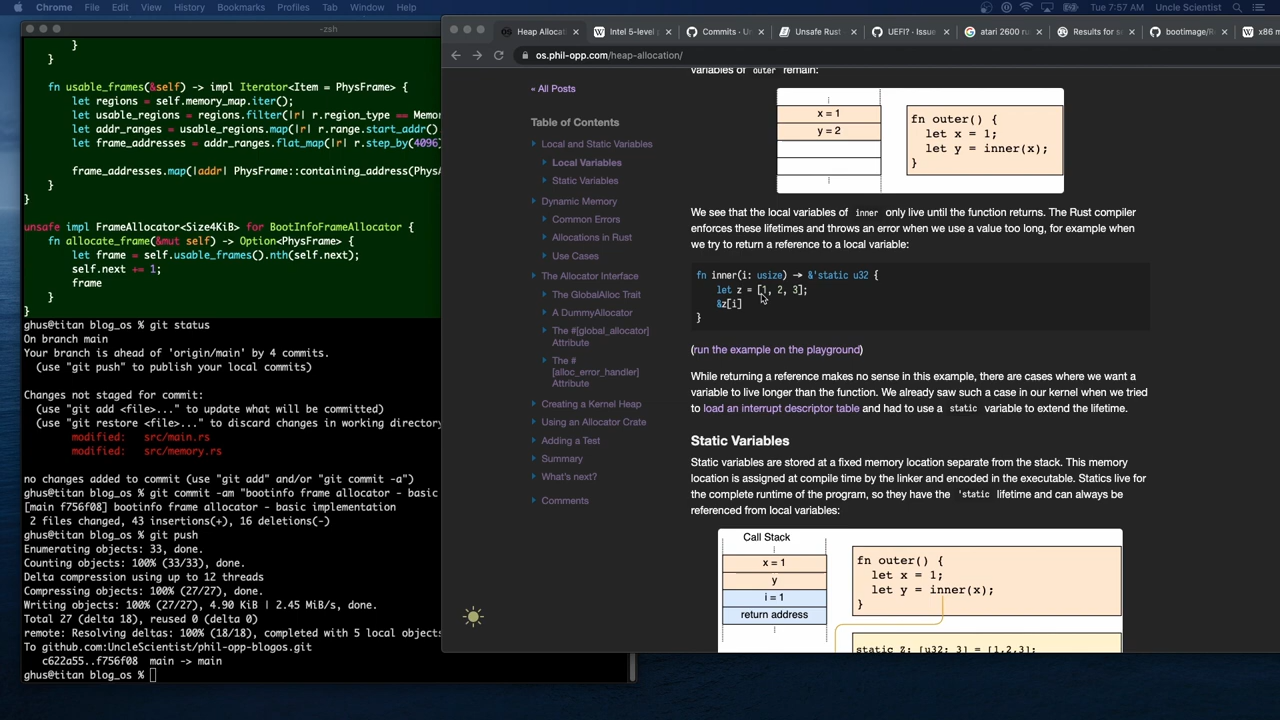 Chrome File Edit View History Bookmarks Profiles Tab Window Help
Tue 7:57 AM Uncle Scientist
-zsh
}
}
fn usable_frames(&self) -> impl Iterator<Item = PhysFrame> {
let regions = self.memory_map.iter();
let usable_regions = regions.filter(|r| r.region_type == Memor
let addr_ranges = usable_regions.map(|r| r.range.start_addr()
let frame_addresses = addr_ranges.flat_map(|r| r.step_by(4096
frame_addresses.map(|addr| PhysFrame::containing_address(PhysA
}
}
unsafe impl FrameAllocator<Size4KiB> for BootInfoFrameAllocator {
fn allocate_frame(&mut self) -> Option<PhysFrame> {
let frame = self.usable_frames().nth(self.next);
self.next += 1;
frame
}
}
ghus@titan blog_os % git status
On branch main
Your branch is ahead of 'origin/main' by 4 commits.
(use "git push" to publish your local commits)
Changes not staged for commit:
(use "git add <file>..." to update what will be committed)
(use "git restore <file>..." to discard changes in working directory
modified: src/main.rs
modified: src/memory.rs
no changes added to commit (use "git add" and/or "git commit -a")
ghus@titan blog_os % git commit -am "bootinfo frame allocator - basic
[main f756f08] bootinfo frame allocator - basic implementation
2 files changed, 43 insertions(+), 16 deletions(-)
ghus@titan blog_os % git push
Enumerating objects: 33, done.
Counting objects: 100% (33/33), done.
Delta compression using up to 12 threads
Compressing objects: 100% (27/27), done.
Writing objects: 100% (27/27), 4.90 KiB | 2.45 MiB/s, done.
Total 27 (delta 18), reused 0 (delta 0)
remote: Resolving deltas: 100% (18/18), completed with 5 local objects
To github.com:UncleScientist/phil-opp-blogos.git
c622a55..f756f08 main -> main
ghus@titan blog_os %
Heap Allocat Intel 5-level p Commits · Un Unsafe Rust UEFI? · Issue atari 2600 ru Results for s bootimage/R x86 m
os.phil-opp.com/heap-allocation/
« All Posts
Table of Contents
Local and Static Variables
Local Variables
Static Variables
Dynamic Memory
Common Errors
Allocations in Rust
Use Cases
The Allocator Interface
The GlobalAlloc Trait
A DummyAllocator
The #[global_allocator]
Attribute
The #
[alloc_error_handler]
Attribute
Creating a Kernel Heap
Using an Allocator Crate
Adding a Test
Summary
What's next?
Comments
variables of outer remain:
x = 1
y = 2
fn outer() {
let x = 1;
let y = inner(x);
}
We see that the local variables of inner only live until the function returns. The Rust compiler
enforces these lifetimes and throws an error when we use a value too long, for example when
we try to return a reference to a local variable:
fn inner(i: usize) -> &'static u32 {
let z = [1, 2, 3];
&z[i]
}
(run the example on the playground)
While returning a reference makes no sense in this example, there are cases where we want a
variable to live longer than the function. We already saw such a case in our kernel when we tried
to load an interrupt descriptor table and had to use a static variable to extend the lifetime.
Static Variables
Static variables are stored at a fixed memory location separate from the stack. This memory
location is assigned at compile time by the linker and encoded in the executable. Statics live for
the complete runtime of the program, so they have the 'static lifetime and can always be
referenced from local variables:
Call Stack
x = 1
y
i = 1
return address
fn outer() {
let x = 1;
let y = inner(x);
}
static Z: [u32; 3] = [1,2,3];